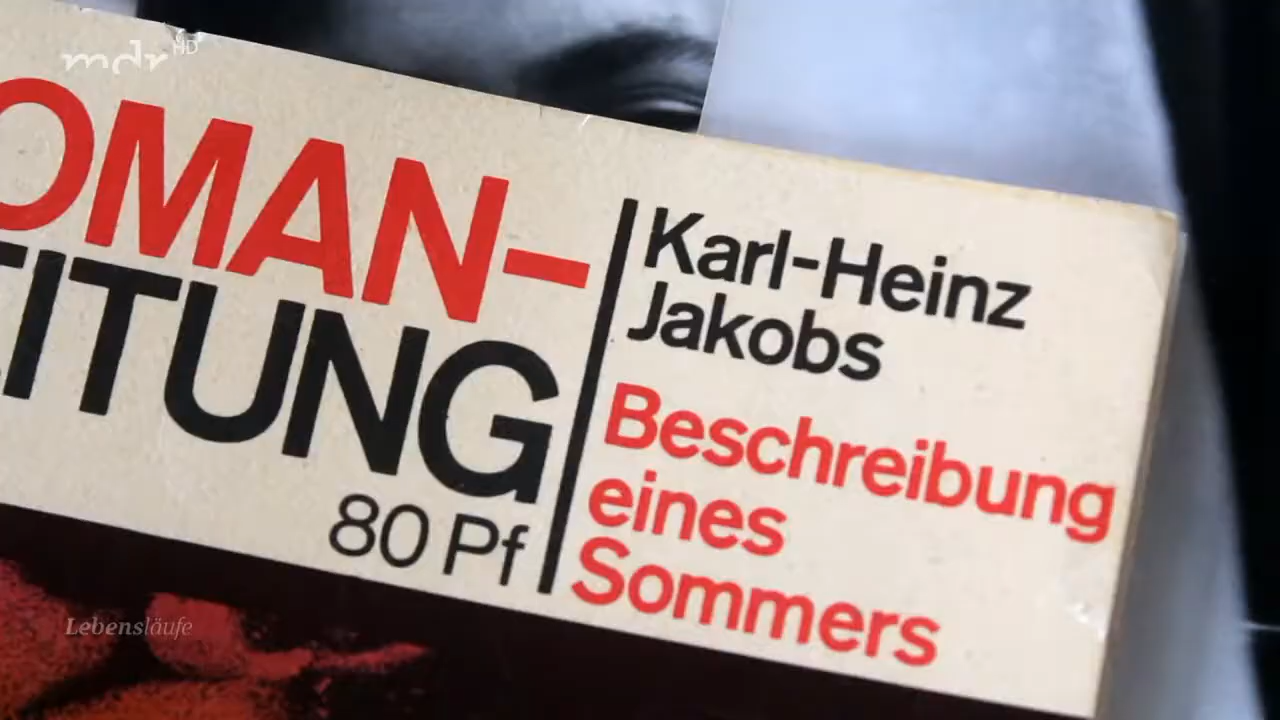 mdr HD
OMAN-
ITUNG
80 Pf
Karl-Heinz
Jakobs
Beschreibung
eines
Sommers
Lebensläufe